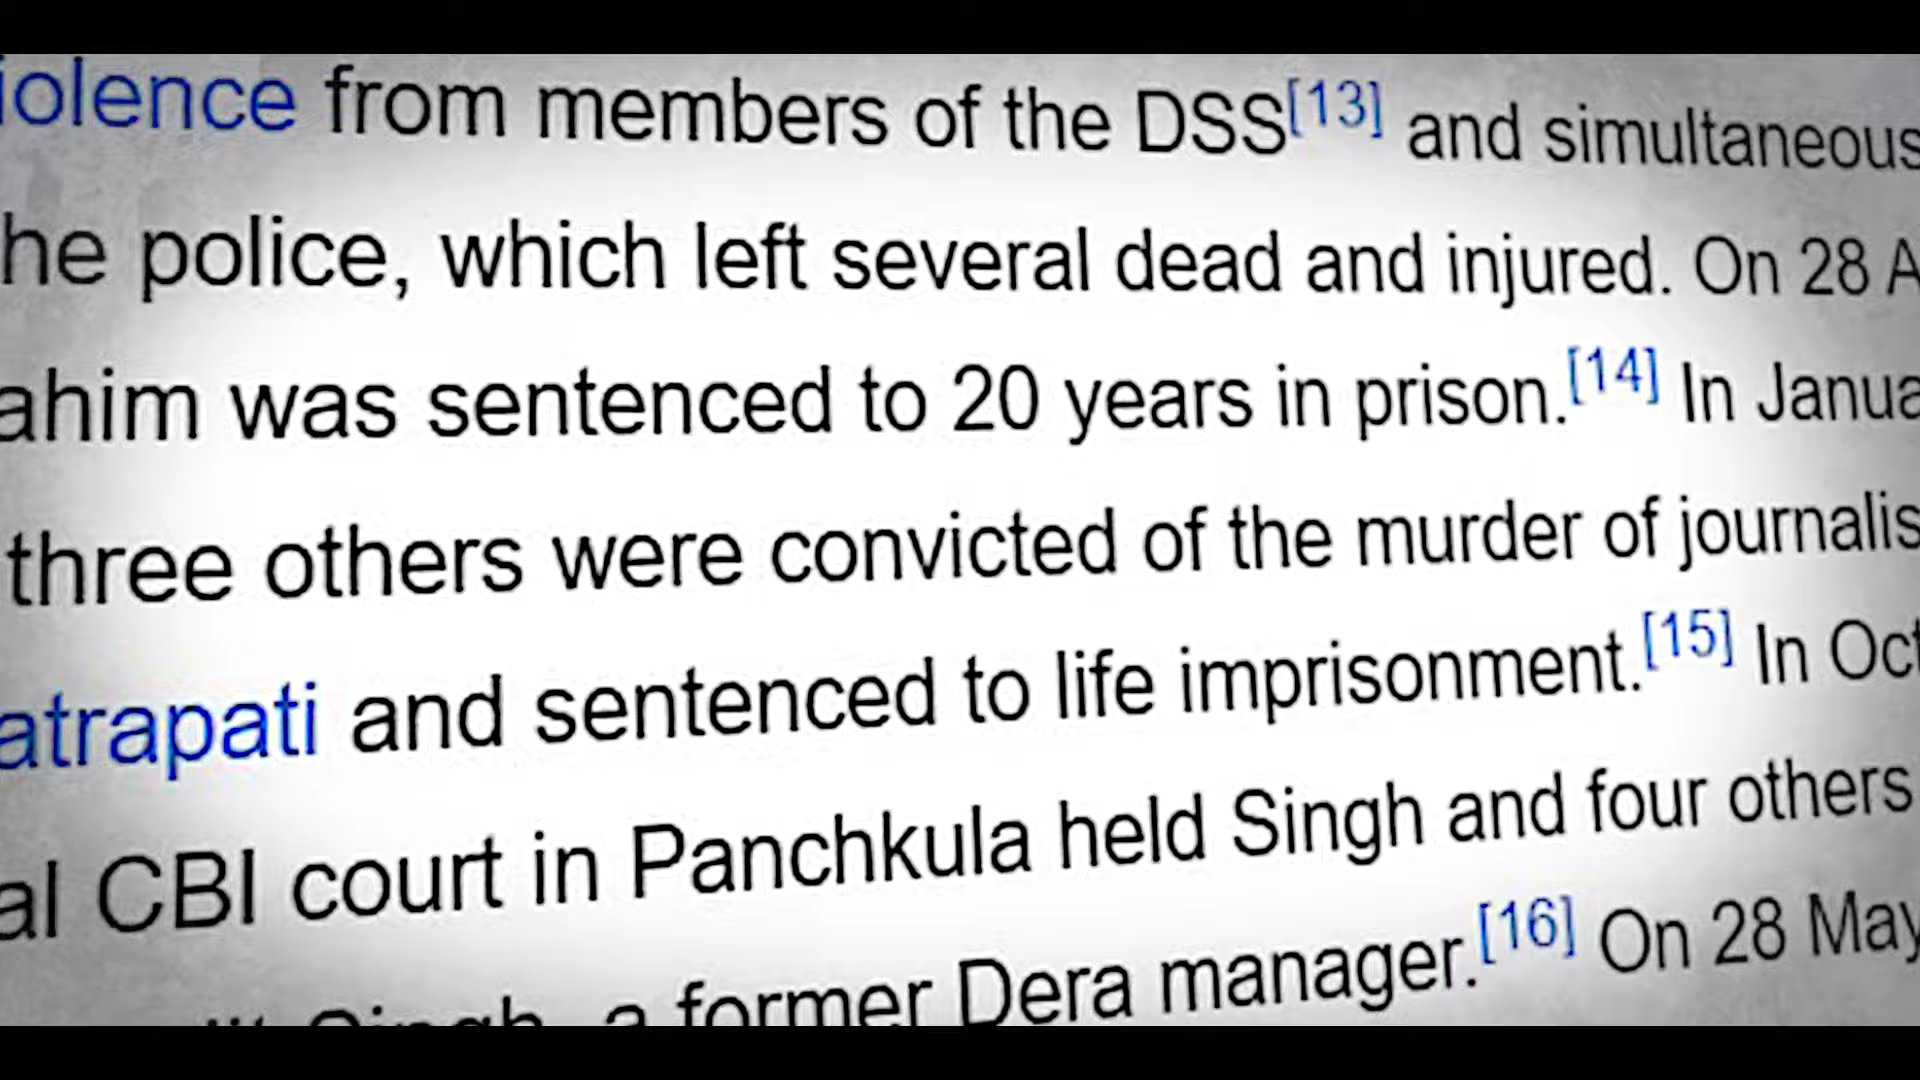 iolence from members of the DSS[13] and simultaneous
he police, which left several dead and injured. On 28 A
ahim was sentenced to 20 years in prison.[14] In Janua
three others were convicted of the murder of journalis
atrapati and sentenced to life imprisonment.[15] In Oct
al CBI court in Panchkula held Singh and four others
Singh, a former Dera manager.[16] On 28 May